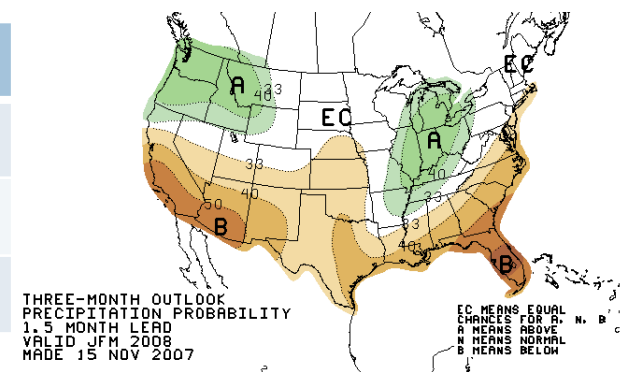 EC
A
40 33
EC
A
33
40
40
33
50
B
33
40
B
THREE-MONTH OUTLOOK
PRECIPITATION PROBABILITY
1.5 MONTH LEAD
VALID JFM 2008
MADE 15 NOV 2007
EC MEANS EQUAL
CHANCES FOR A, N, B
A MEANS ABOVE
N MEANS NORMAL
B MEANS BELOW